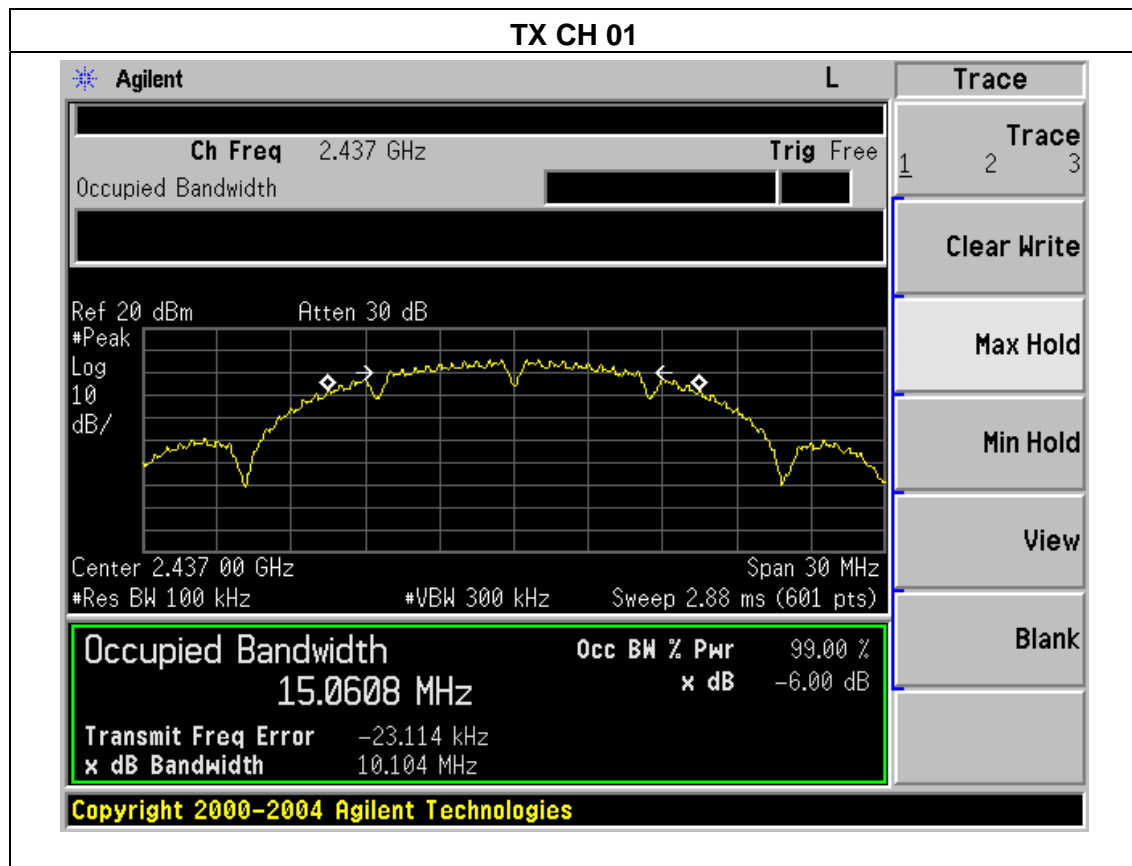 TX CH 01
Agilent L Trace
Ch Freq 2.437 GHz Trig Free
Occupied Bandwidth
Trace
1 2 3
Clear Write
Max Hold
Min Hold
View
Blank
Ref 20 dBm Atten 30 dB
#Peak
Log
10
dB/
Center 2.437 00 GHz Span 30 MHz
#Res BW 100 kHz #VBW 300 kHz Sweep 2.88 ms (601 pts)
Occupied Bandwidth Occ BW % Pwr 99.00 %
15.0608 MHz x dB -6.00 dB
Transmit Freq Error -23.114 kHz
x dB Bandwidth 10.104 MHz
Copyright 2000-2004 Agilent Technologies